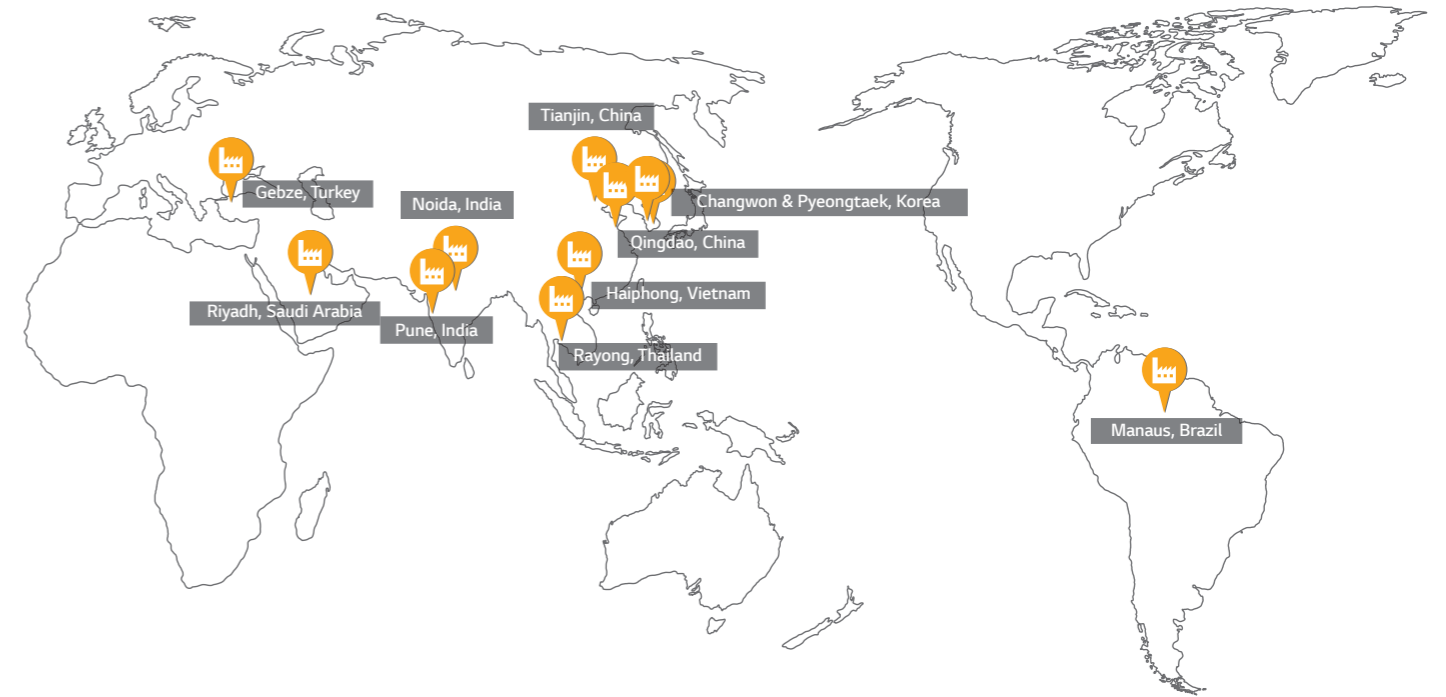 Tianjin, China
Gebze, Turkey
Noida, India
Changwon & Pyeongtaek, Korea
Qingdao, China
Haiphong, Vietnam
Riyadh, Saudi Arabia
Pune, India
Rayong, Thailand
Manaus, Brazil